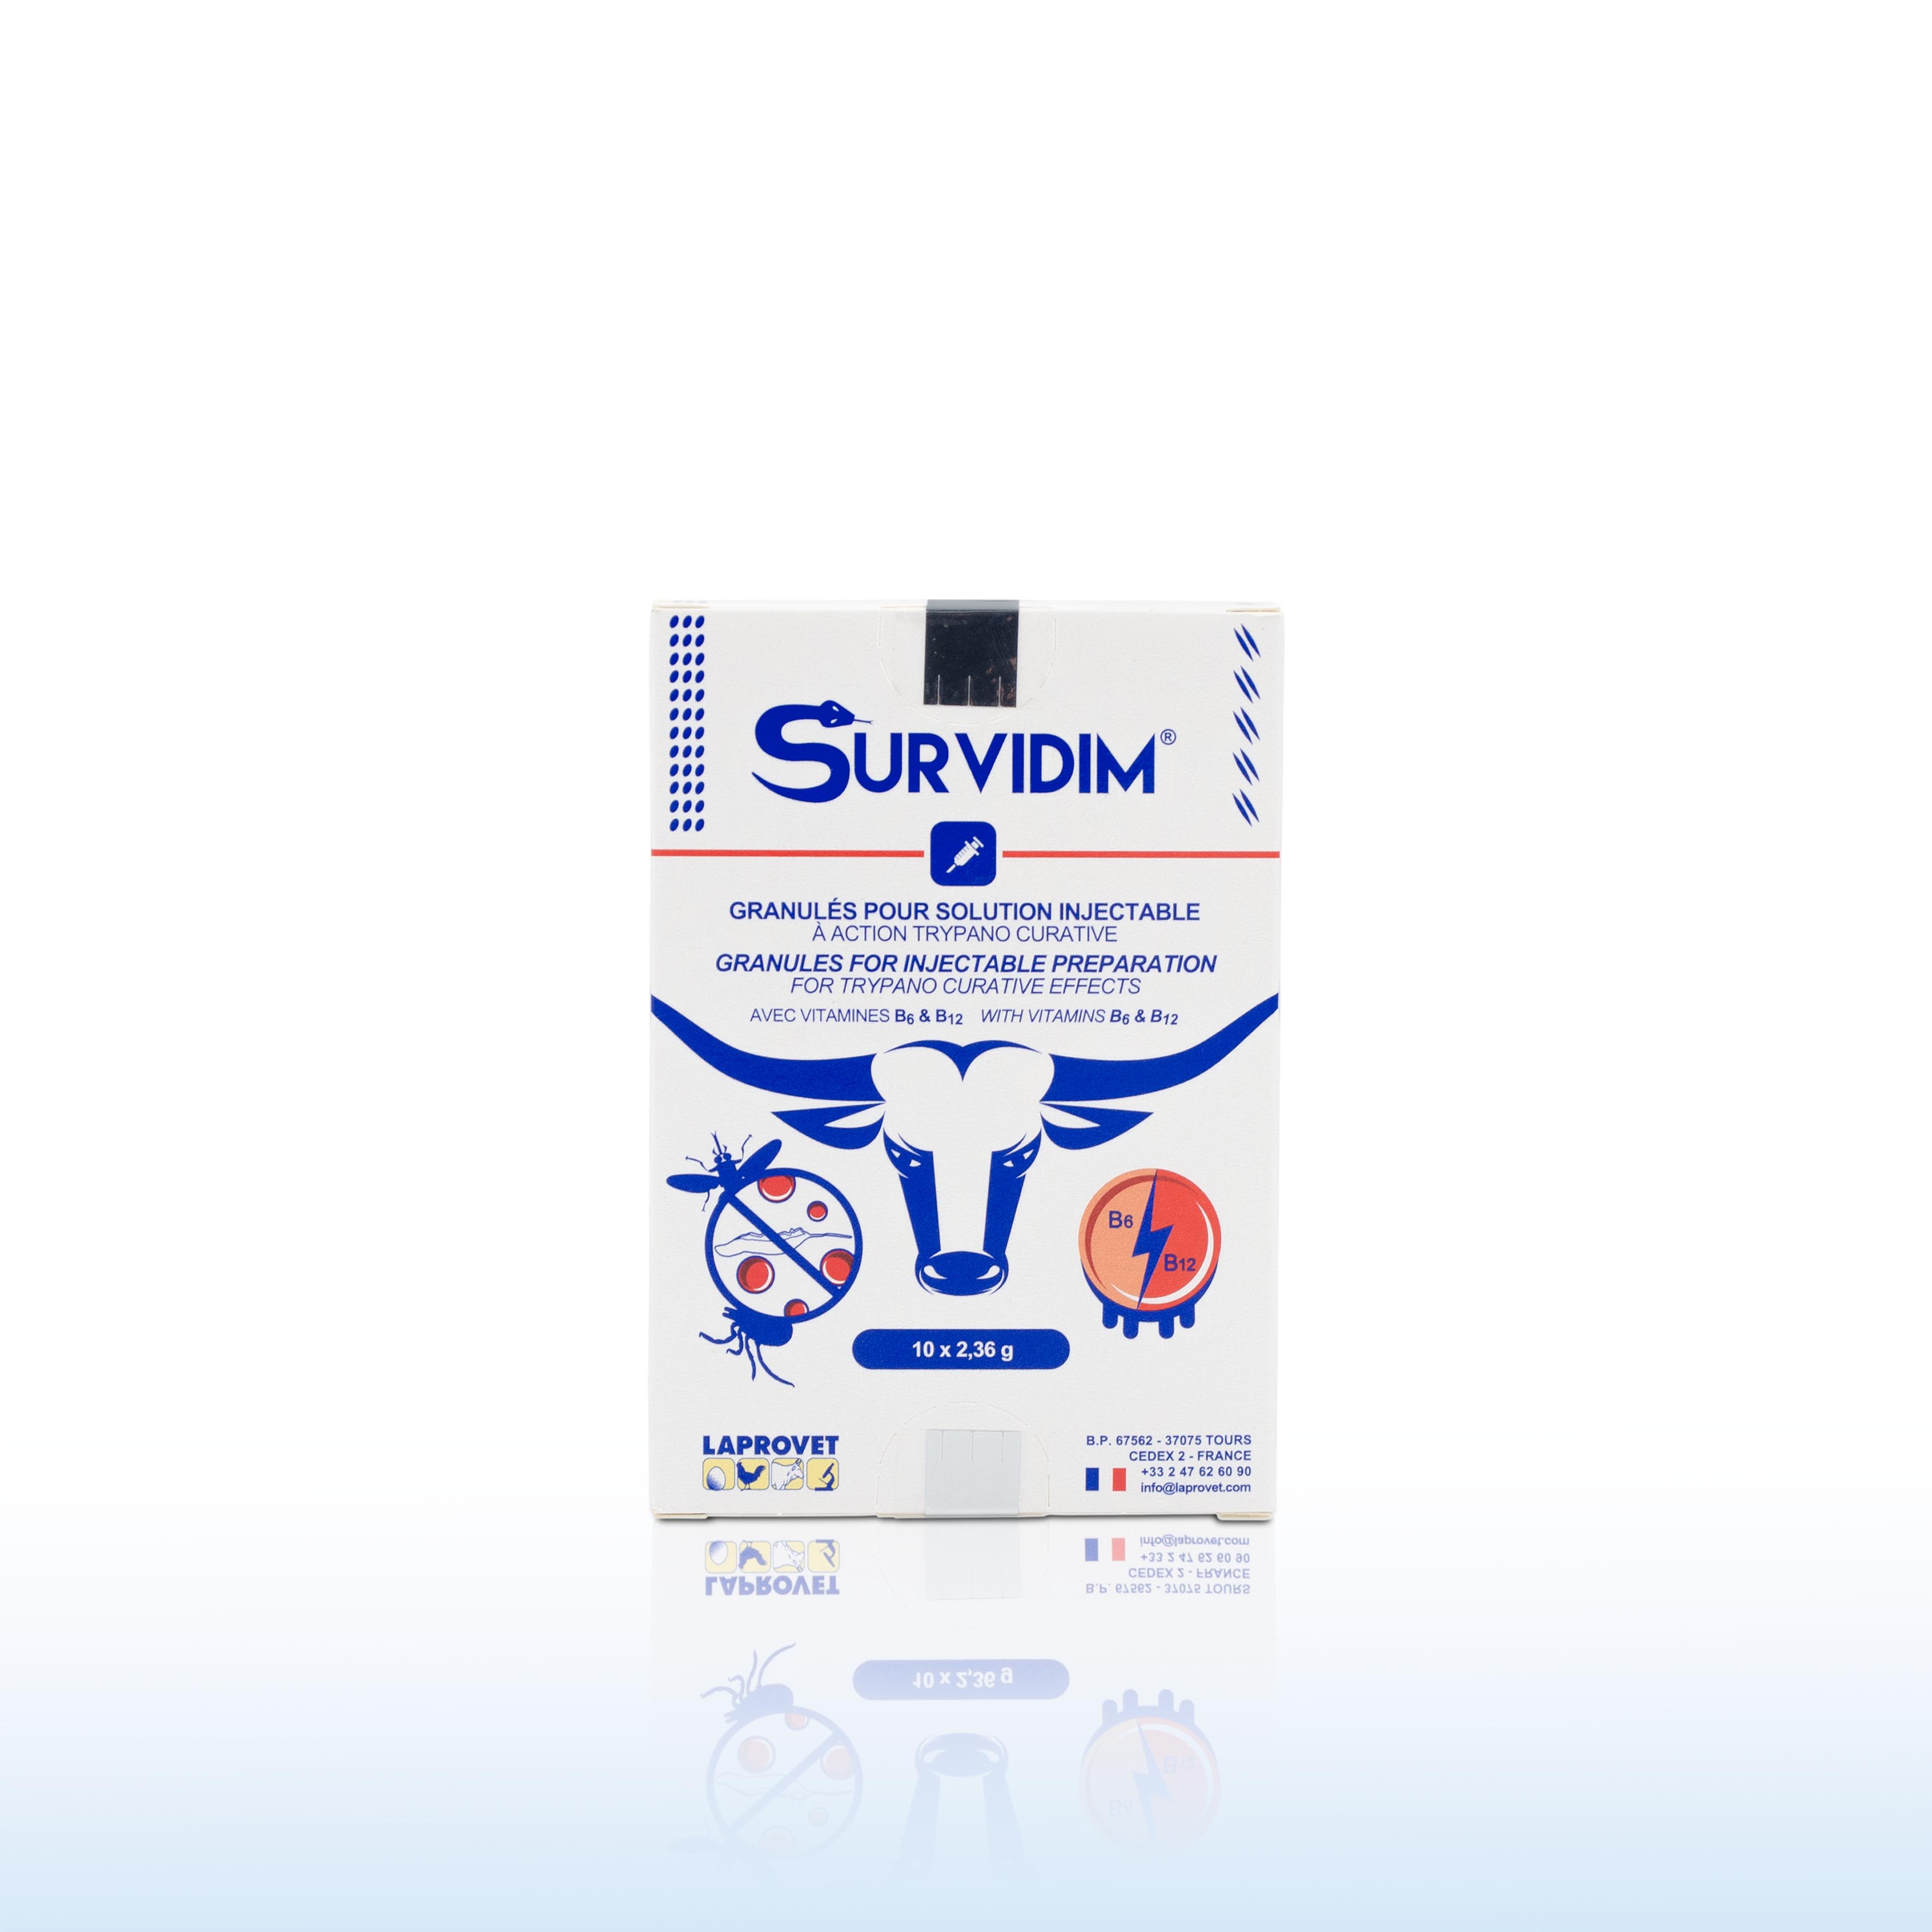 SURVIDIM®
GRANULÉS POUR SOLUTION INJECTABLE
À ACTION TRYPANO CURATIVE
GRANULES FOR INJECTABLE PREPARATION
FOR TRYPANO CURATIVE EFFECTS
AVEC VITAMINES B6 & B12 WITH VITAMINS B6 & B12
B6
B12
10 x 2,36 g
LAPROVET
B.P. 67562 - 37075 TOURS
CEDEX 2 - FRANCE
+33 2 47 62 60 90
info@laprovet.com